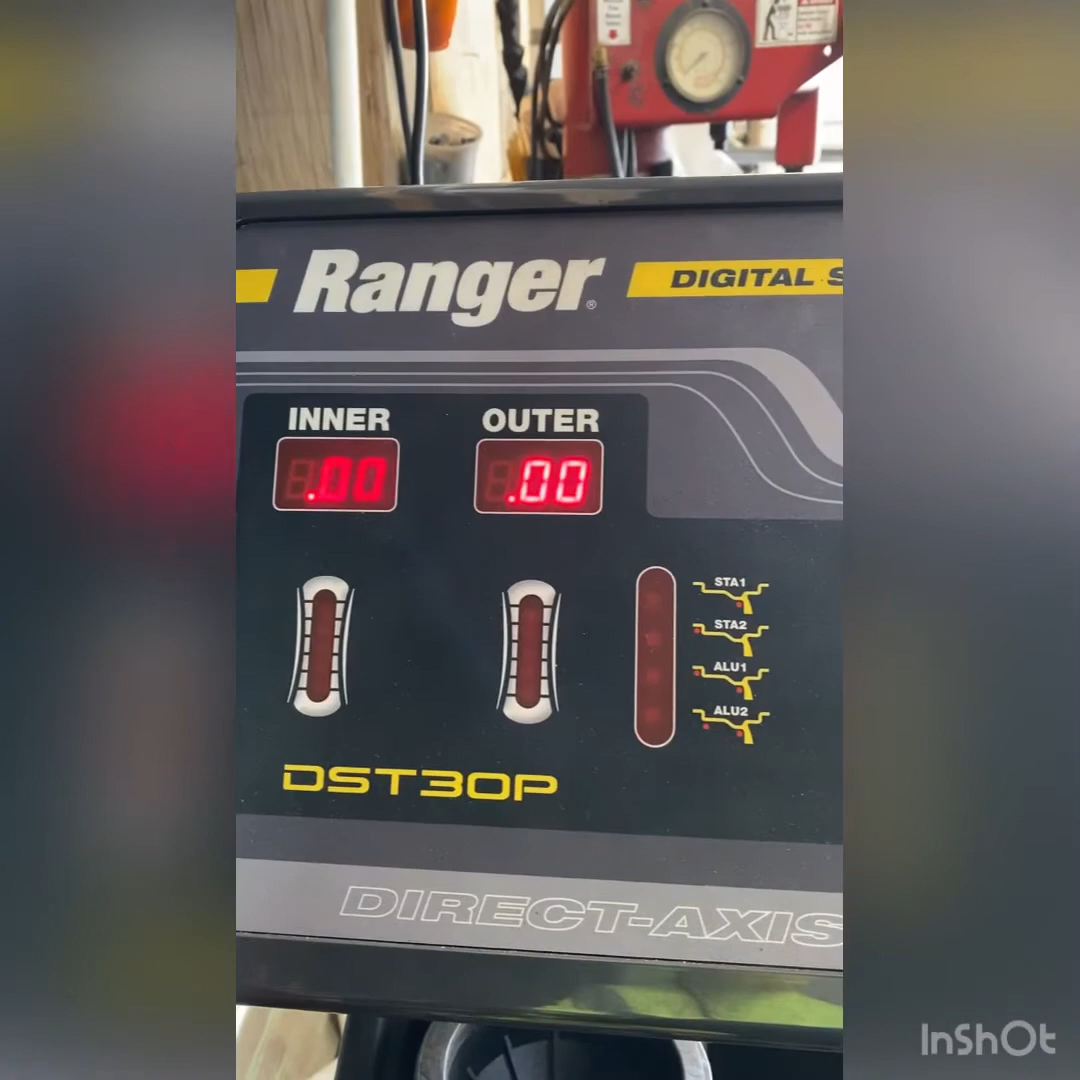 Ranger®
DIGITAL S
INNER
OUTER
.00
.00
STA1
STA2
ALU1
ALU2
DST30P
DIRECT-AXIS
InShOt